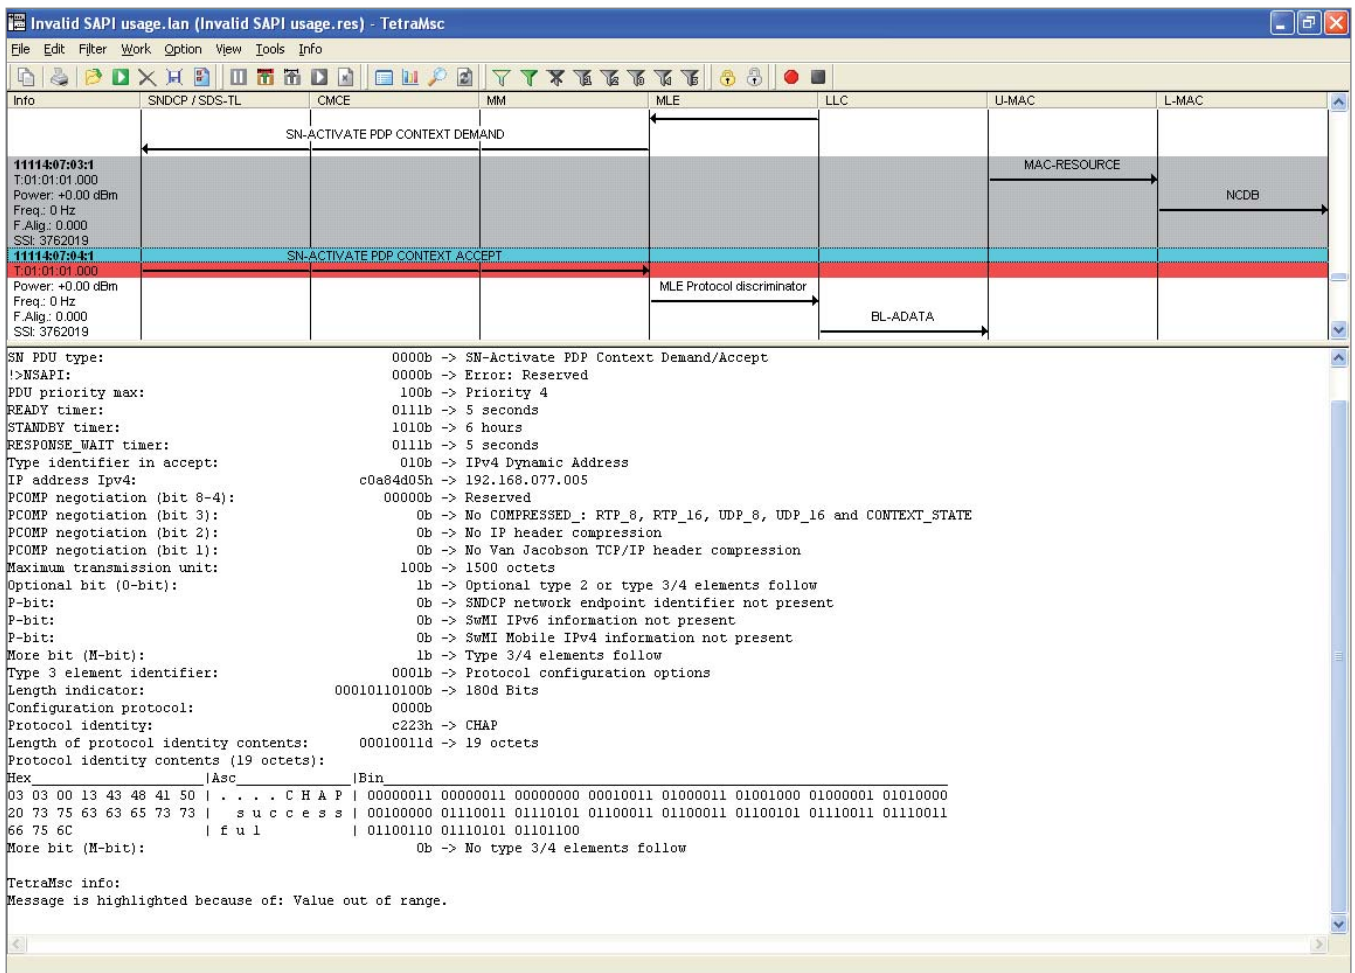 Invalid SAPI usage.lan (Invalid SAPI usage.res) - TetraMsc
File Edit Filter Work Option View Tools Info
Info SNDCP / SDS-TL CMCE MM MLE LLC U-MAC L-MAC
SN-ACTIVATE PDP CONTEXT DEMAND
11114:07:03:1 MAC-RESOURCE
T:01:01:01.000
Power: +0.00 dBm NCDB
Freq.: 0 Hz
F.Alig.: 0.000
SSI: 3762019
11114:07:04:1 SN-ACTIVATE PDP CONTEXT ACCEPT
T:01:01:01.000
Power: +0.00 dBm MLE Protocol discriminator
Freq.: 0 Hz
F.Alig.: 0.000 BL-ADATA
SSI: 3762019
SN PDU type: 0000b -> SN-Activate PDP Context Demand/Accept
!>NSAPI: 0000b -> Error: Reserved
PDU priority max: 100b -> Priority 4
READY timer: 0111b -> 5 seconds
STANDBY timer: 1010b -> 6 hours
RESPONSE_WAIT timer: 0111b -> 5 seconds
Type identifier in accept: 010b -> IPv4 Dynamic Address
IP address Ipv4: c0a84d05h -> 192.168.077.005
PCOMP negotiation (bit 8-4): 00000b -> Reserved
PCOMP negotiation (bit 3): 0b -> No COMPRESSED_: RTP_8, RTP_16, UDP_8, UDP_16 and CONTEXT_STATE
PCOMP negotiation (bit 2): 0b -> No IP header compression
PCOMP negotiation (bit 1): 0b -> No Van Jacobson TCP/IP header compression
Maximum transmission unit: 100b -> 1500 octets
Optional bit (O-bit): 1b -> Optional type 2 or type 3/4 elements follow
P-bit: 0b -> SNDCP network endpoint identifier not present
P-bit: 0b -> SwMI IPv6 information not present
P-bit: 0b -> SwMI Mobile IPv4 information not present
More bit (M-bit): 1b -> Type 3/4 elements follow
Type 3 element identifier: 0001b -> Protocol configuration options
Length indicator: 00010110100b -> 180d Bits
Configuration protocol: 0000b
Protocol identity: c223h -> CHAP
Length of protocol identity contents: 00010011d -> 19 octets
Protocol identity contents (19 octets):
Hex |Asc |Bin
03 03 00 13 43 48 41 50 | . . . . C H A P | 00000011 00000011 00000000 00010011 01000011 01001000 01000001 01010000
20 73 75 63 63 65 73 73 | s u c c e s s | 00100000 01110011 01110101 01100011 01100011 01100101 01110011 01110011
66 75 6C | f u l | 01100110 01110101 01101100
More bit (M-bit): 0b -> No type 3/4 elements follow
TetraMsc info:
Message is highlighted because of: Value out of range.